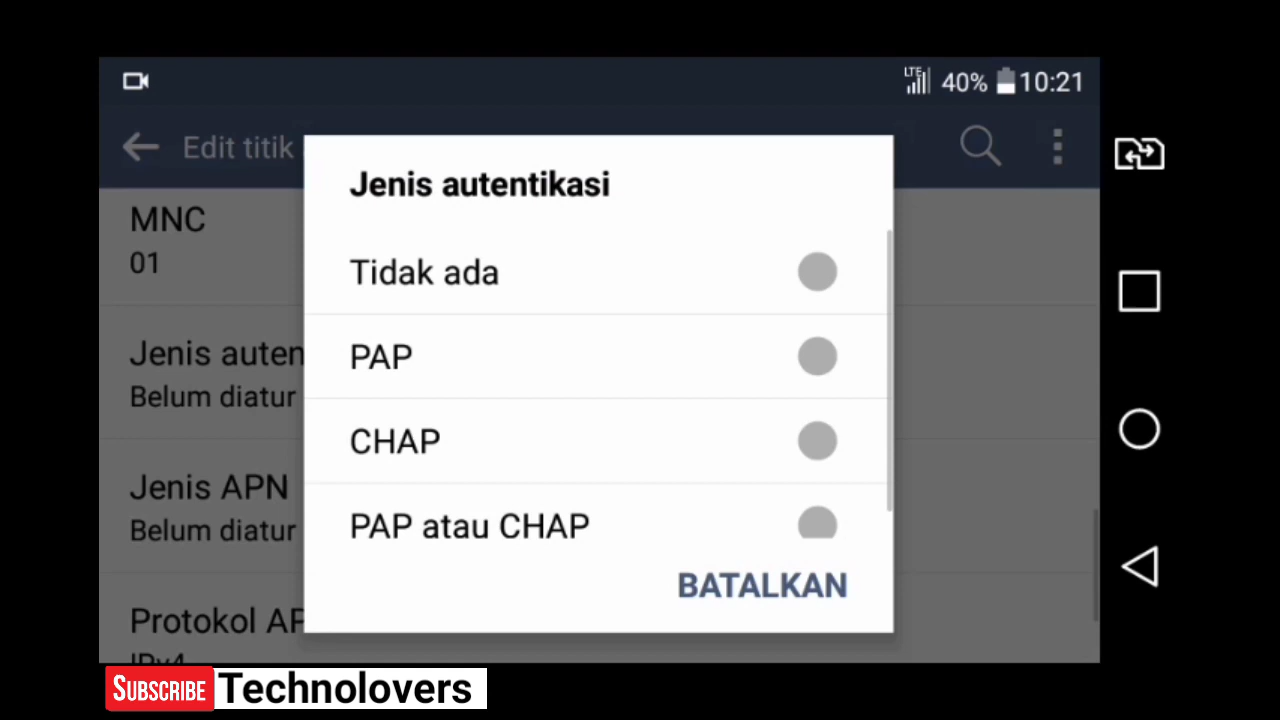 LTE 40% 10:21
Edit titik
Jenis autentikasi
MNC
01
Tidak ada
Jenis auten
Belum diatur
PAP
CHAP
Jenis APN
Belum diatur
PAP atau CHAP
BATALKAN
Protokol AP
IPv4
SUBSCRIBE Technolovers